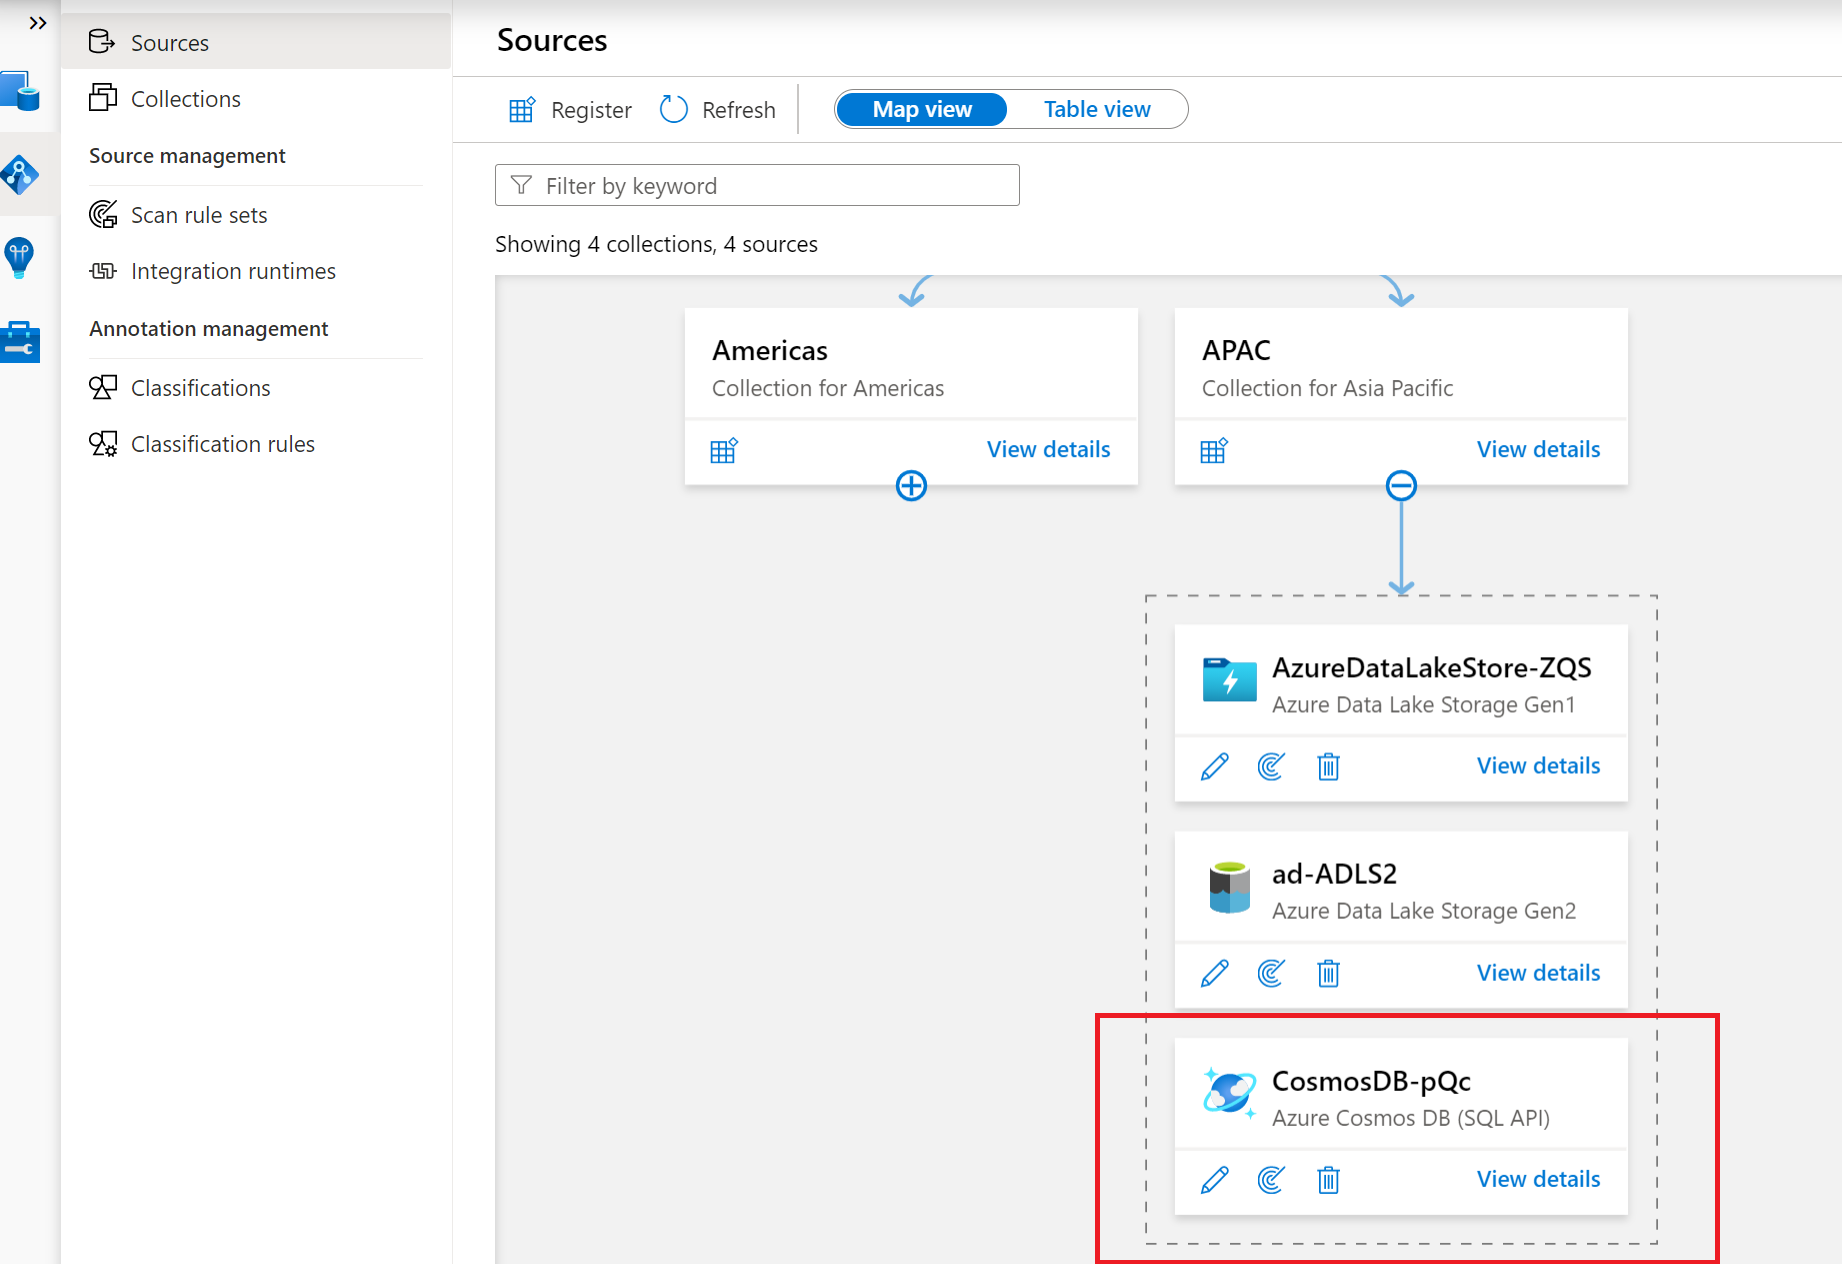 Sources
Collections
Source management
Scan rule sets
Integration runtimes
Annotation management
Classifications
Classification rules
Sources
Register
Refresh
Map view
Table view
Filter by keyword
Showing 4 collections, 4 sources
Americas
Collection for Americas
View details
APAC
Collection for Asia Pacific
View details
AzureDataLakeStore-ZQS
Azure Data Lake Storage Gen1
View details
ad-ADLS2
Azure Data Lake Storage Gen2
View details
CosmosDB-pQc
Azure Cosmos DB (SQL API)
View details